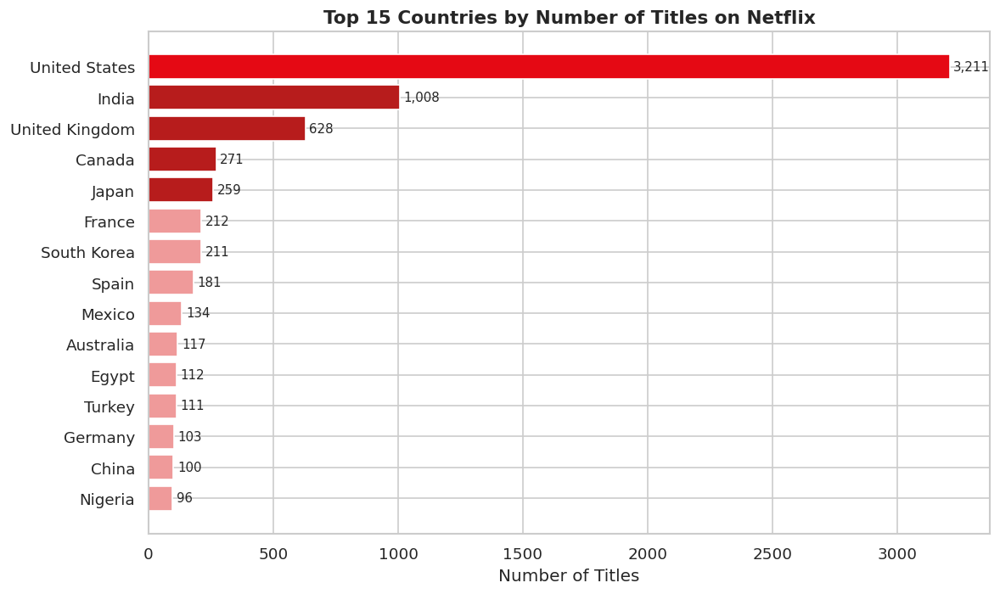 Top 15 Countries by Number of Titles on Netflix
United States 3,211
India 1,008
United Kingdom 628
Canada 271
Japan 259
France 212
South Korea 211
Spain 181
Mexico 134
Australia 117
Egypt 112
Turkey 111
Germany 103
China 100
Nigeria 96
0 500 1000 1500 2000 2500 3000
Number of Titles